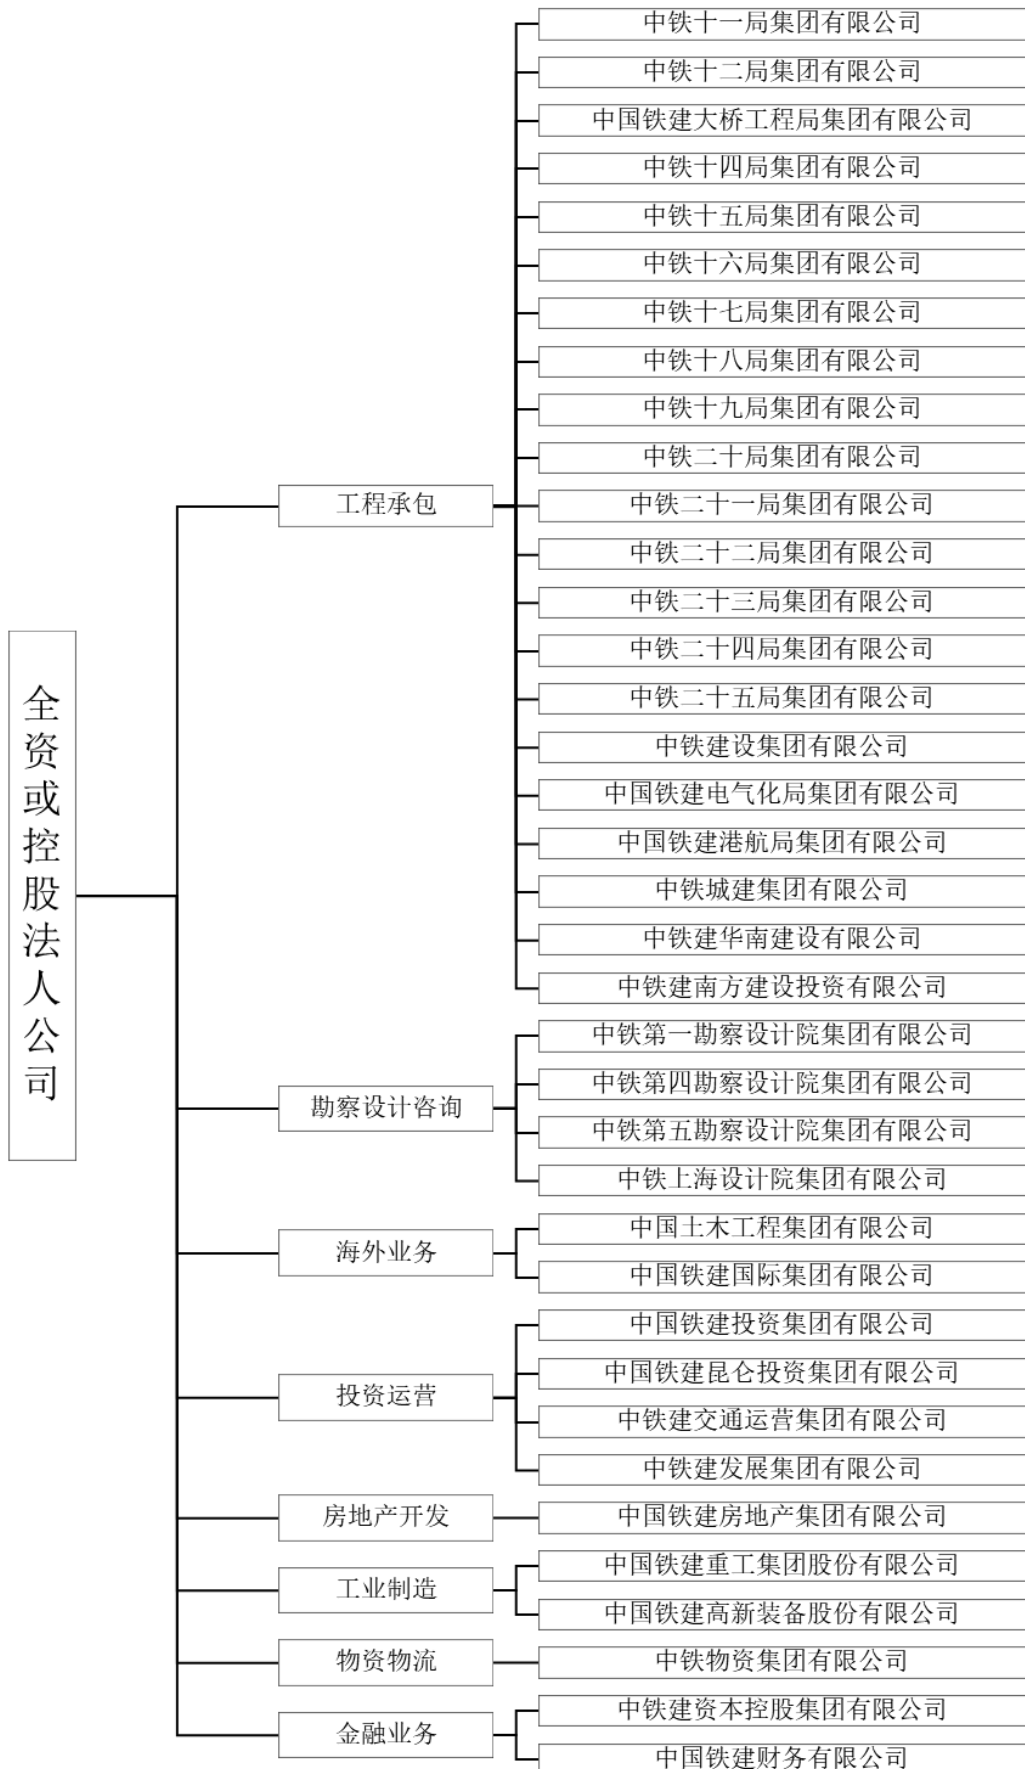 全资或控股法人公司
工程承包
中铁十一局集团有限公司
中铁十二局集团有限公司
中国铁建大桥工程局集团有限公司
中铁十四局集团有限公司
中铁十五局集团有限公司
中铁十六局集团有限公司
中铁十七局集团有限公司
中铁十八局集团有限公司
中铁十九局集团有限公司
中铁二十局集团有限公司
中铁二十一局集团有限公司
中铁二十二局集团有限公司
中铁二十三局集团有限公司
中铁二十四局集团有限公司
中铁二十五局集团有限公司
中铁建设集团有限公司
中国铁建电气化局集团有限公司
中国铁建港航局集团有限公司
中铁城建集团有限公司
中铁建华南建设有限公司
中铁建南方建设投资有限公司
勘察设计咨询
中铁第一勘察设计院集团有限公司
中铁第四勘察设计院集团有限公司
中铁第五勘察设计院集团有限公司
中铁上海设计院集团有限公司
海外业务
中国土木工程集团有限公司
中国铁建国际集团有限公司
投资运营
中国铁建投资集团有限公司
中国铁建昆仑投资集团有限公司
中铁建交通运营集团有限公司
中铁建发展集团有限公司
房地产开发
中国铁建房地产集团有限公司
工业制造
中国铁建重工集团股份有限公司
中国铁建高新装备股份有限公司
物资物流
中铁物资集团有限公司
金融业务
中铁建资本控股集团有限公司
中国铁建财务有限公司